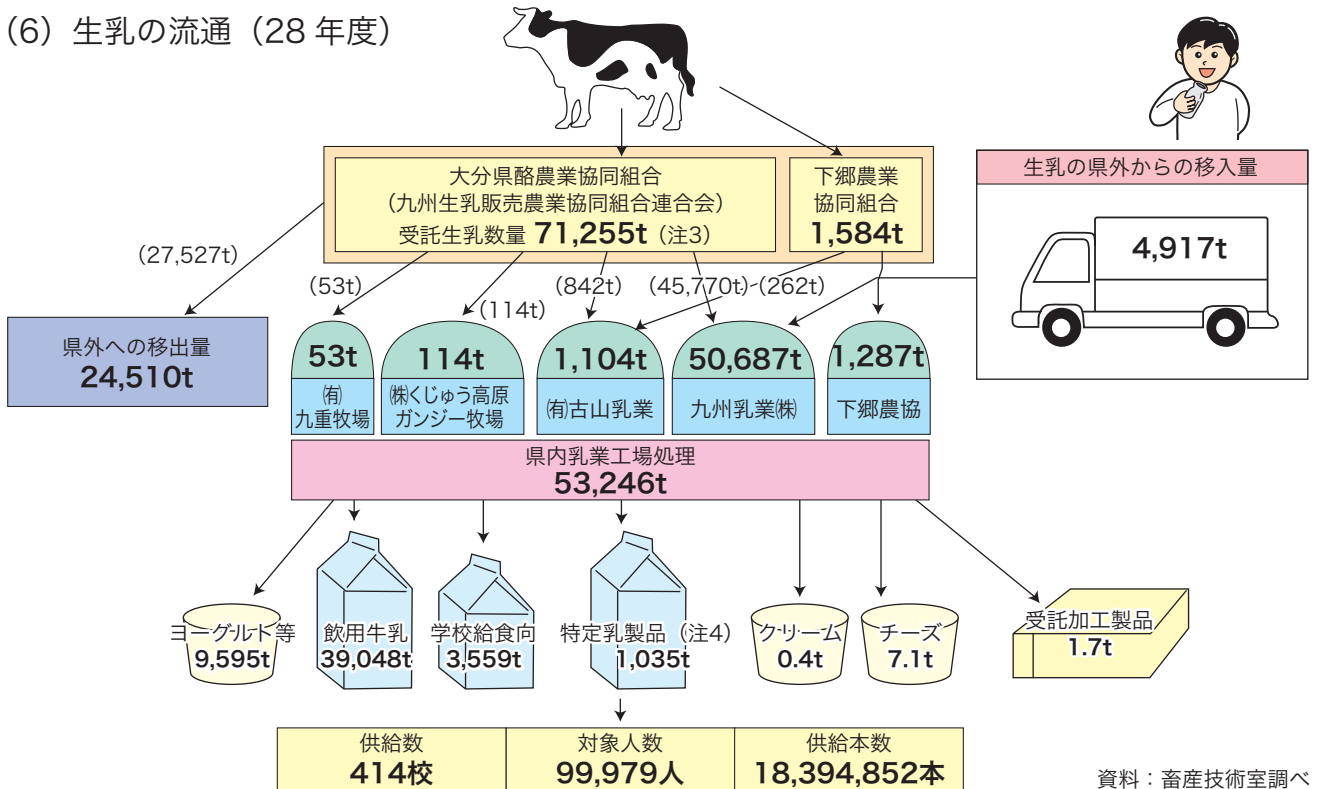 (6) 生乳の流通（28 年度）
大分県酪農業協同組合
（九州生乳販売農業協同組合連合会）
受託生乳数量 71,255t（注3）
下郷農業
協同組合
1,584t
生乳の県外からの移入量
4,917t
(27,527t)
(53t)
(114t)
(842t)
(45,770t)
(262t)
県外への移出量
24,510t
53t
㈲
九重牧場
114t
㈱くじゅう高原
ガンジー牧場
1,104t
㈲古山乳業
50,687t
九州乳業㈱
1,287t
下郷農協
県内乳業工場処理
53,246t
ヨーグルト等
9,595t
飲用牛乳
39,048t
学校給食向
3,559t
特定乳製品（注4）
1,035t
クリーム
0.4t
チーズ
7.1t
受託加工製品
1.7t
供給数
414校
対象人数
99,979人
供給本数
18,394,852本
資料：畜産技術室調べ